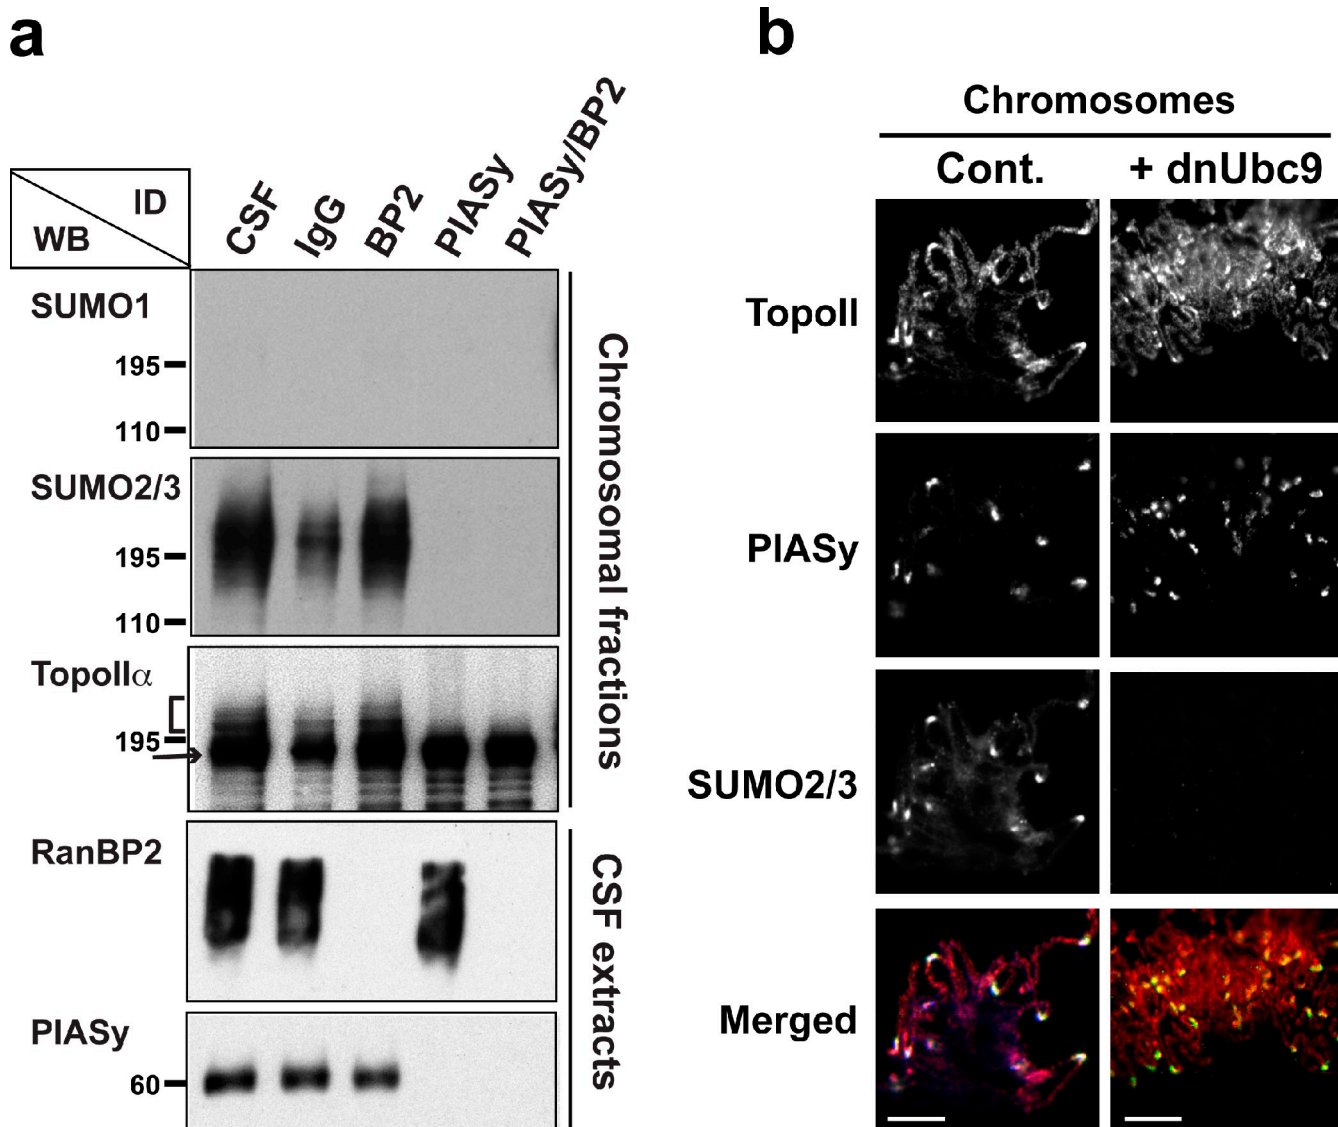 a
ID
WB
CSF
IgG
BP2
PIASy
PIASy/BP2
SUMO1
195
110
SUMO2/3
195
110
TopoIIα
195
RanBP2
PIASy
60
Chromosomal fractions
CSF extracts
b
Chromosomes
Cont.
+ dnUbc9
TopoII
PIASy
SUMO2/3
Merged